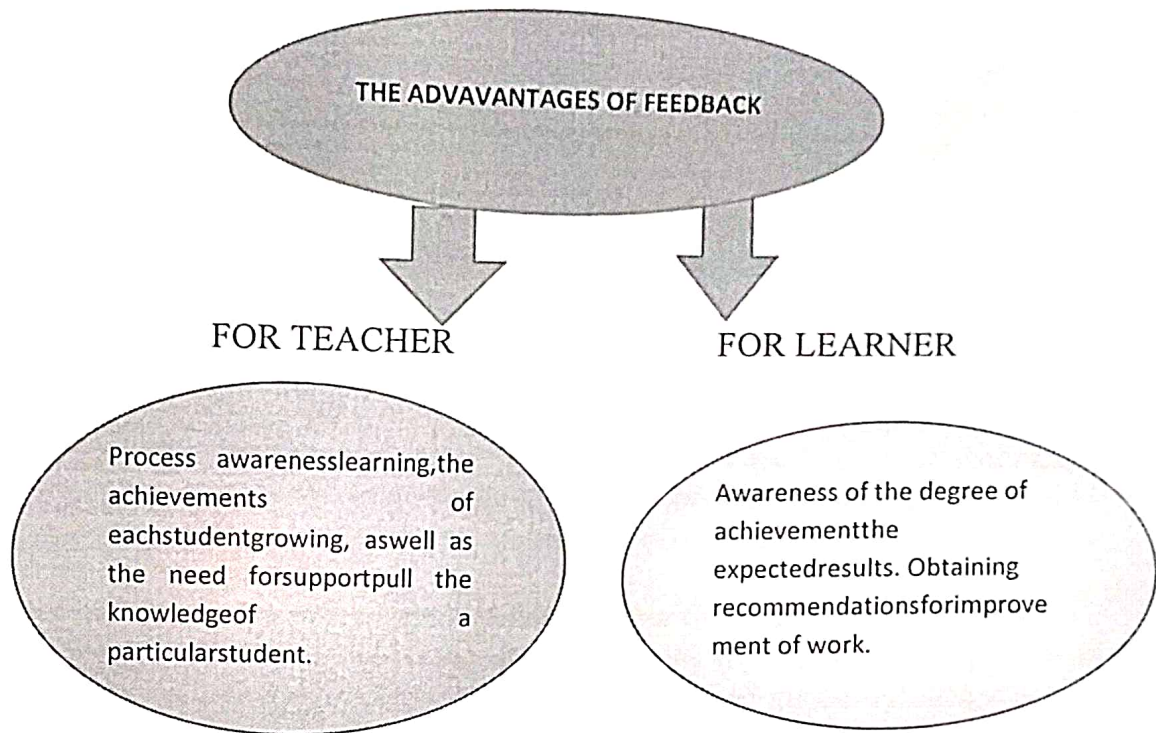 THE ADVAVANTAGES OF FEEDBACK
FOR TEACHER
FOR LEARNER
Process awarenesslearning,the
achievements of
eachstudentgrowing, aswell as
the need forsupportpull the
knowledgeof a
particularstudent.
Awareness of the degree of
achievementthe
expectedresults. Obtaining
recommendationsforimprove
ment of work.